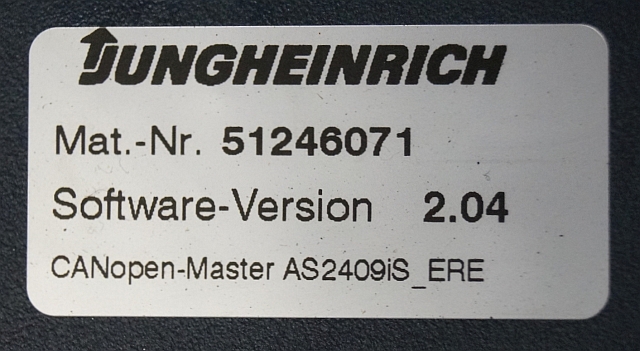 JUNGHEINRICH
Mat.-Nr. 51246071
Software-Version 2.04
CANopen-Master AS2409iS_ERE